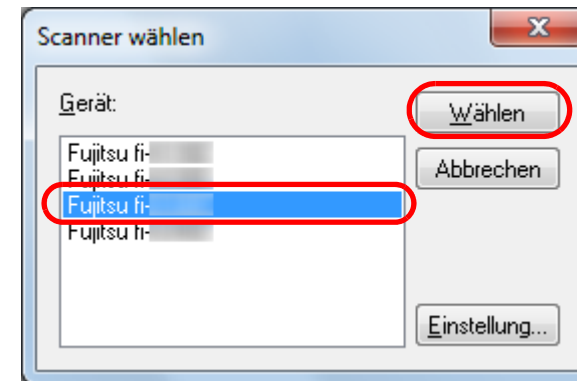 Scanner wählen
Gerät:
Wählen
Fujitsu fi-
Fujitsu fi-
Fujitsu fi-
Fujitsu fi-
Abbrechen
Einstellung...